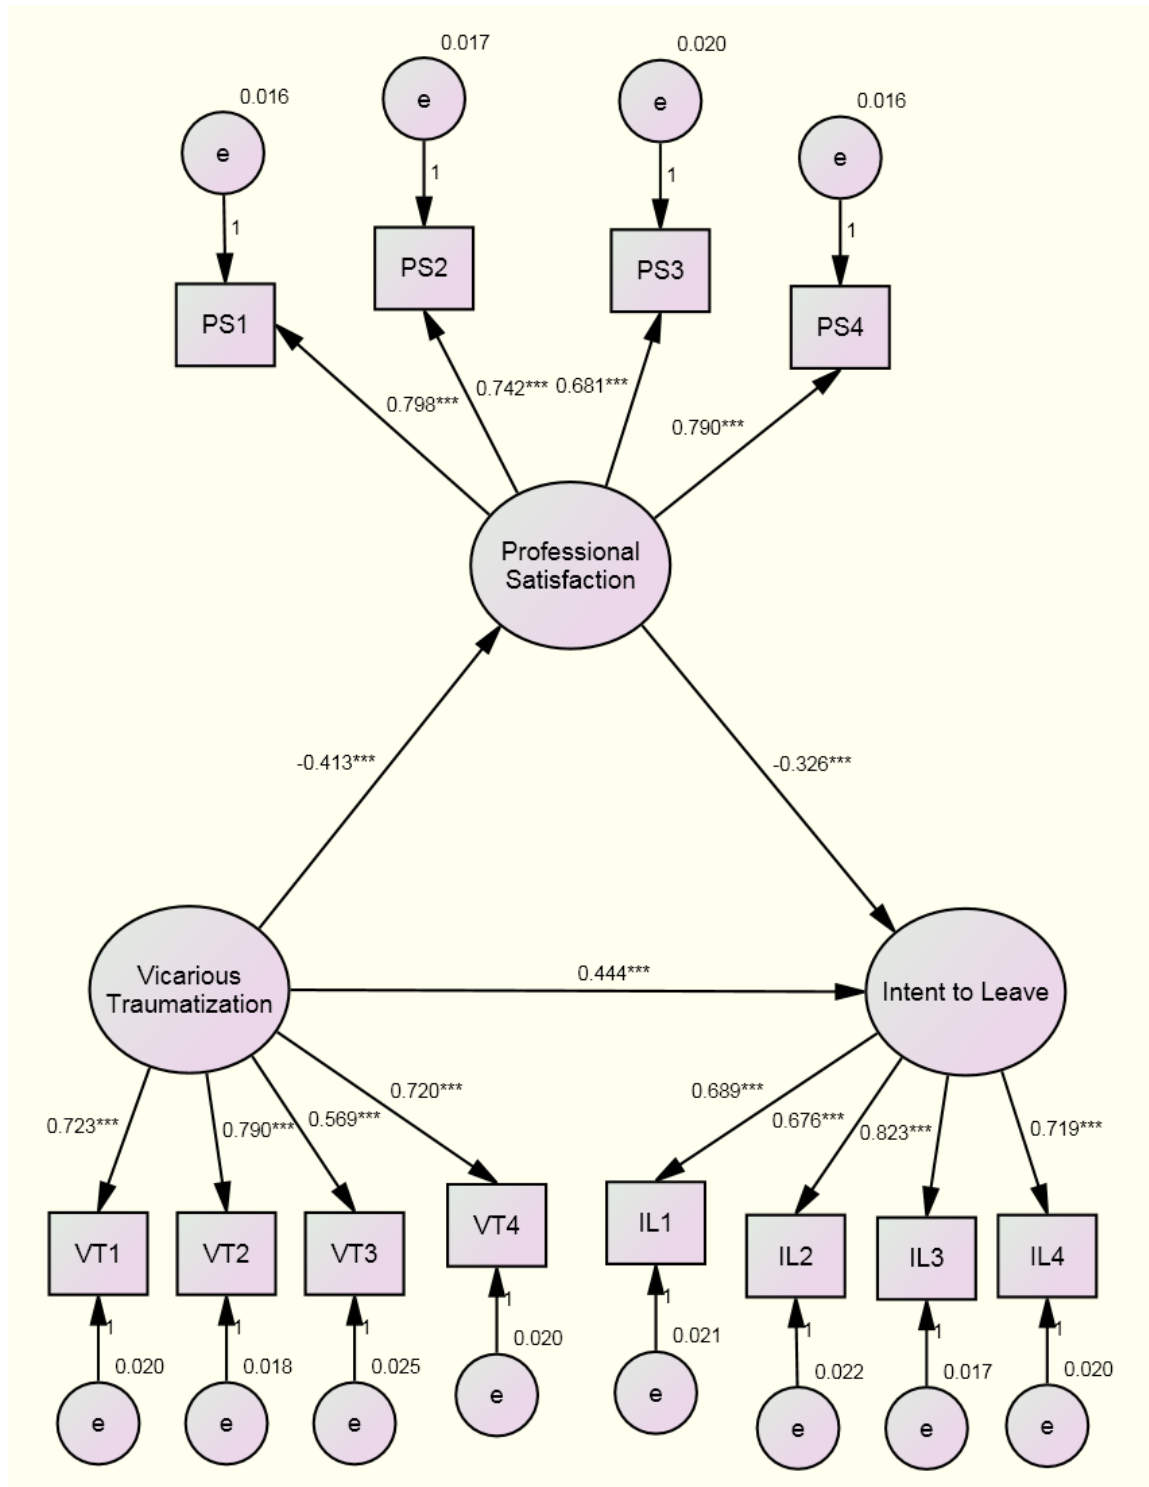 0.017
0.020
0.016
0.016
e
e
e
e
1
1
1
1
PS2
PS3
PS1
PS4
0.742***
0.681***
0.798***
0.790***
Professional
Satisfaction
-0.413***
-0.326***
Vicarious
Traumatization
0.444***
Intent to Leave
0.723***
0.790***
0.569***
0.720***
0.689***
0.676***
0.823***
0.719***
VT1
VT2
VT3
VT4
IL1
IL2
IL3
IL4
1
1
1
1
1
1
1
1
0.020
0.018
0.025
0.020
0.021
0.022
0.017
0.020
e
e
e
e
e
e
e
e